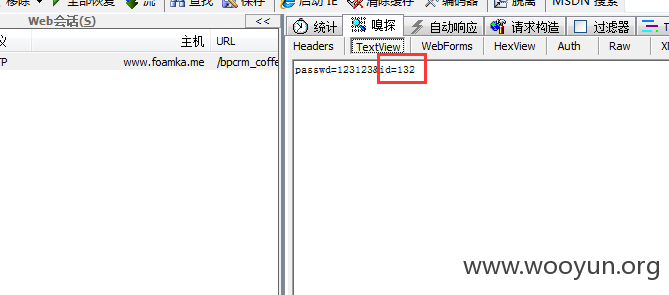 移除 全部恢复 流 查找 保存 启动 IE 清除缓存 编码器 脱离 MSDN 搜索
Web会话(S) <<
议 主机 URL
TP www.foamka.me /bpcrm_coffe
统计 嗅探 自动响应 请求构造 过滤器
Headers TextView WebForms HexView Auth Raw
passwd=123123&id=132
www.wooyun.org